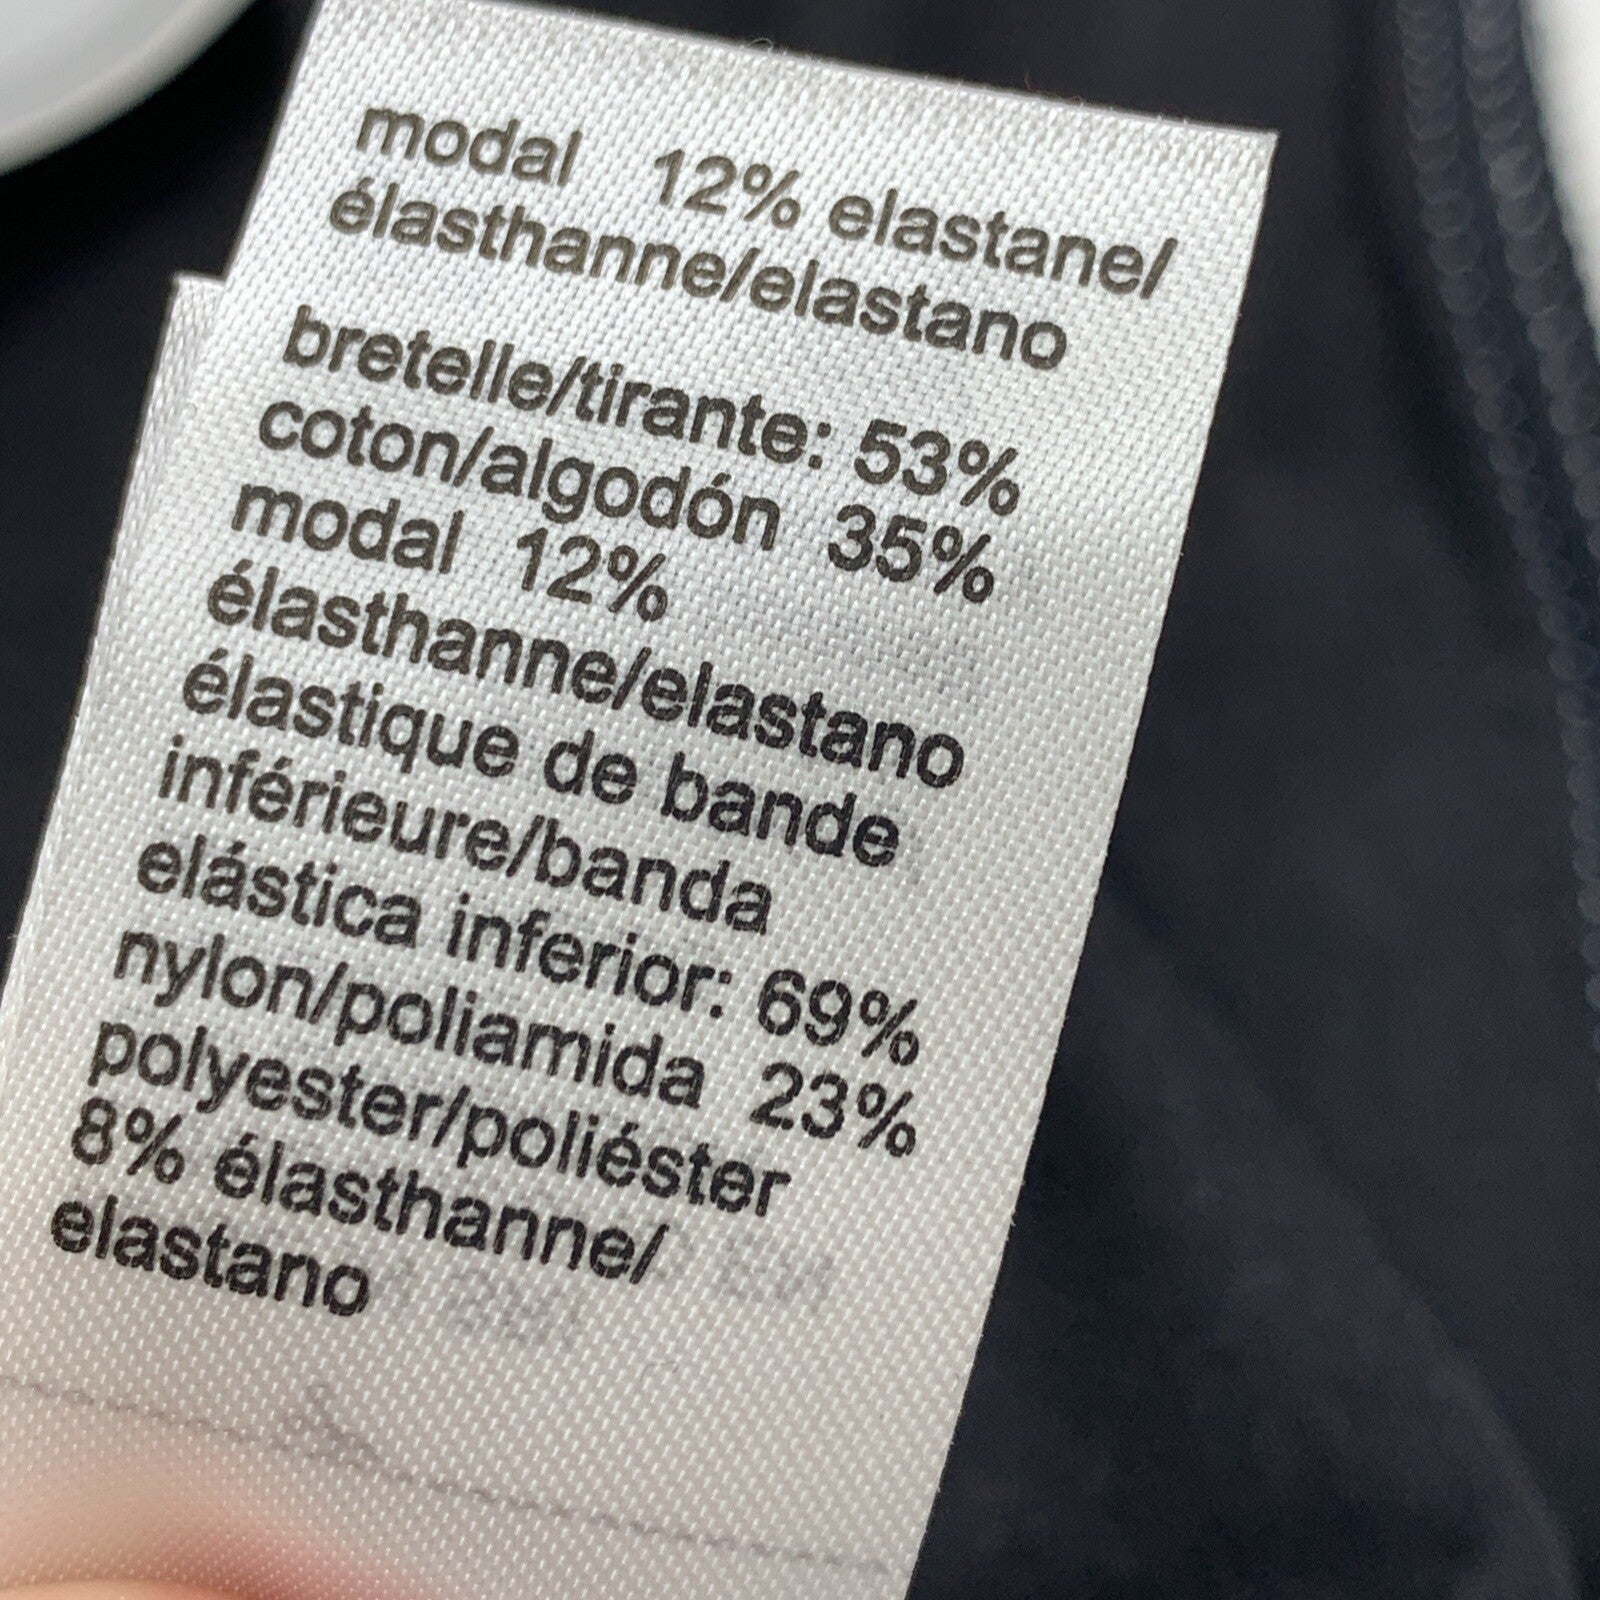 modal 12% elastane/
élasthanne/elastano
bretelle/tirante: 53%
coton/algodón 35%
modal 12%
élasthanne/elastano
élastique de bande
inférieure/banda
elástica inferior: 69%
nylon/poliamida 23%
polyester/poliéster
8% élasthanne/
elastano